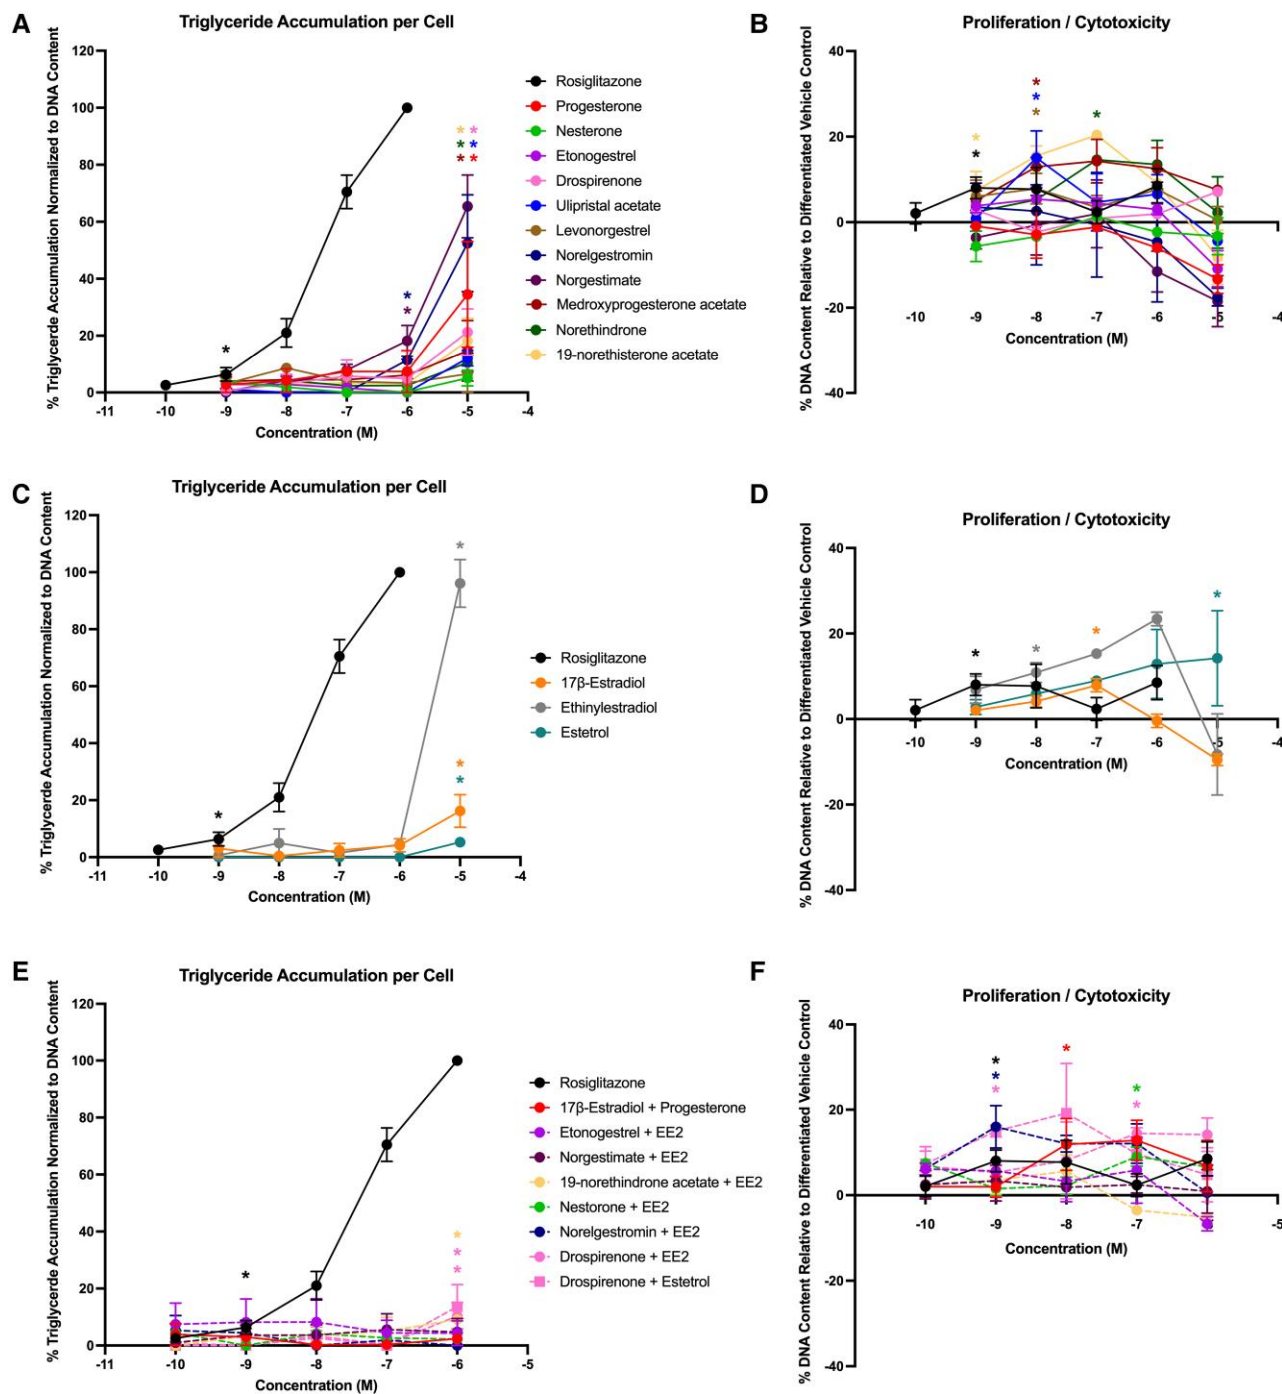 A
Triglyceride Accumulation per Cell
% Triglycerde Accumulation Normalized to DNA Content
120
100
80
60
40
20
0
-11 -10 -9 -8 -7 -6 -5 -4
Concentration (M)
* * * * * * * * *
Rosiglitazone
Progesterone
Nesterone
Etonogestrel
Drospirenone
Ulipristal acetate
Levonorgestrel
Norelgestromin
Norgestimate
Medroxyprogesterone acetate
Norethindrone
19-norethisterone acetate
B
Proliferation / Cytotoxicity
% DNA Content Relative to Differentiated Vehicle Control
40
20
0
-20
-40
-10 -9 -8 -7 -6 -5 -4
Concentration (M)
* * * * * *
C
Triglyceride Accumulation per Cell
% Triglycerde Accumulation Normalized to DNA Content
120
100
80
60
40
20
0
-11 -10 -9 -8 -7 -6 -5 -4
Concentration (M)
* * * *
Rosiglitazone
17β-Estradiol
Ethinylestradiol
Estetrol
D
Proliferation / Cytotoxicity
% DNA Content Relative to Differentiated Vehicle Control
40
20
0
-20
-40
-10 -9 -8 -7 -6 -5 -4
Concentration (M)
* * * *
E
Triglyceride Accumulation per Cell
% Triglycerde Accumulation Normalized to DNA Content
120
100
80
60
40
20
0
-11 -10 -9 -8 -7 -6 -5
Concentration (M)
* * * *
Rosiglitazone
17β-Estradiol + Progesterone
Etonogestrel + EE2
Norgestimate + EE2
19-norethindrone acetate + EE2
Nestorone + EE2
Norelgestromin + EE2
Drospirenone + EE2
Drospirenone + Estetrol
F
Proliferation / Cytotoxicity
% DNA Content Relative to Differentiated Vehicle Control
40
20
0
-20
-40
-10 -9 -8 -7 -6 -5
Concentration (M)
* * * * * *